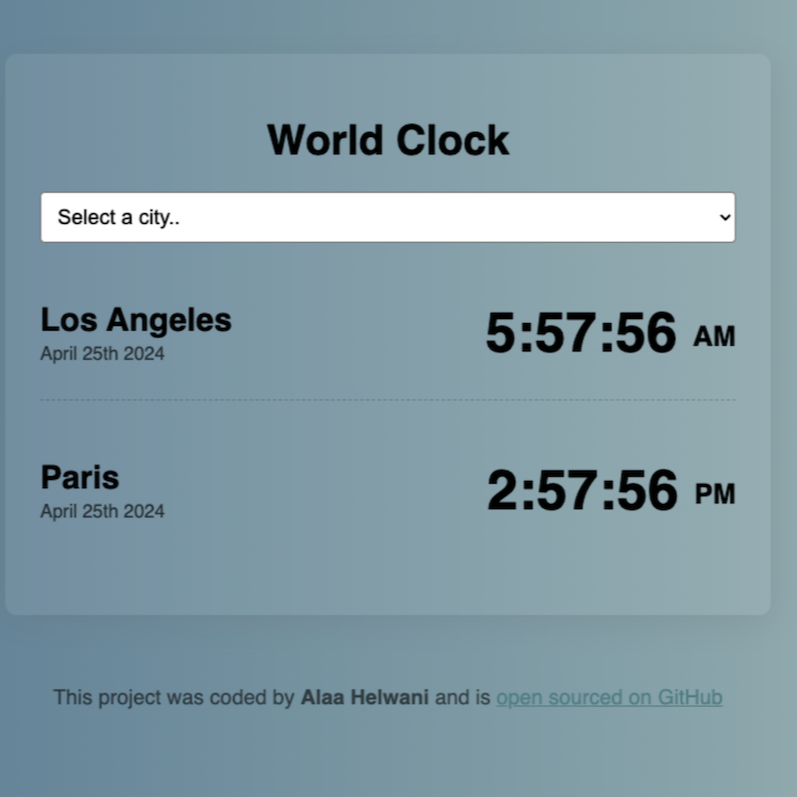 World Clock
Select a city..
Los Angeles
April 25th 2024
5:57:56 AM
Paris
April 25th 2024
2:57:56 PM
This project was coded by Alaa Helwani and is open sourced on GitHub